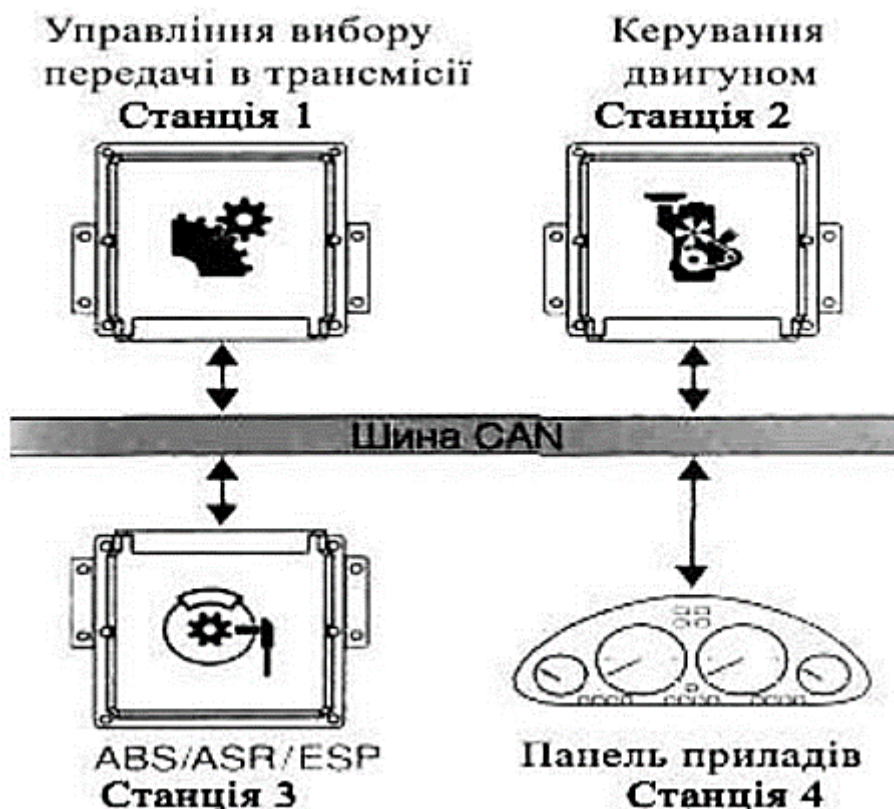 Управління вибору
передачі в трансмісії
Станція 1
Керування
двигуном
Станція 2
Шина CAN
ABS/ASR/ESP
Станція 3
Панель приладів
Станція 4